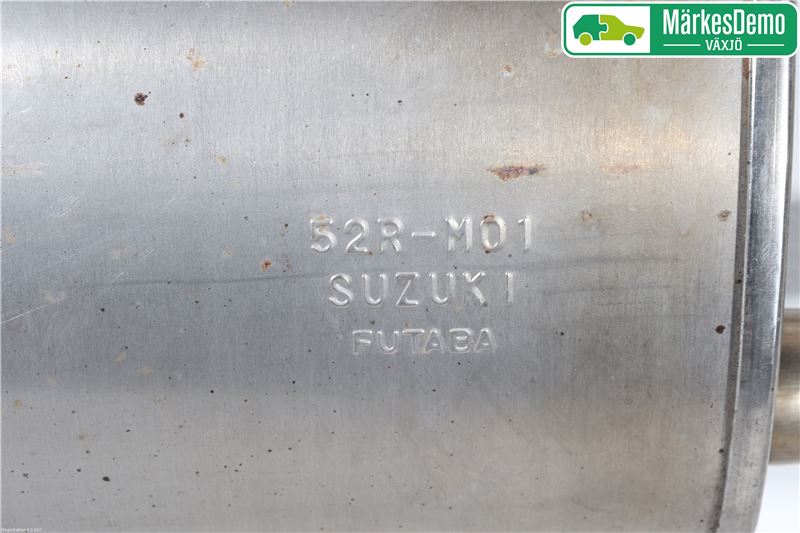 MärkesDemo
VÄXJÖ
52R-M01
SUZUKI
FUTABA